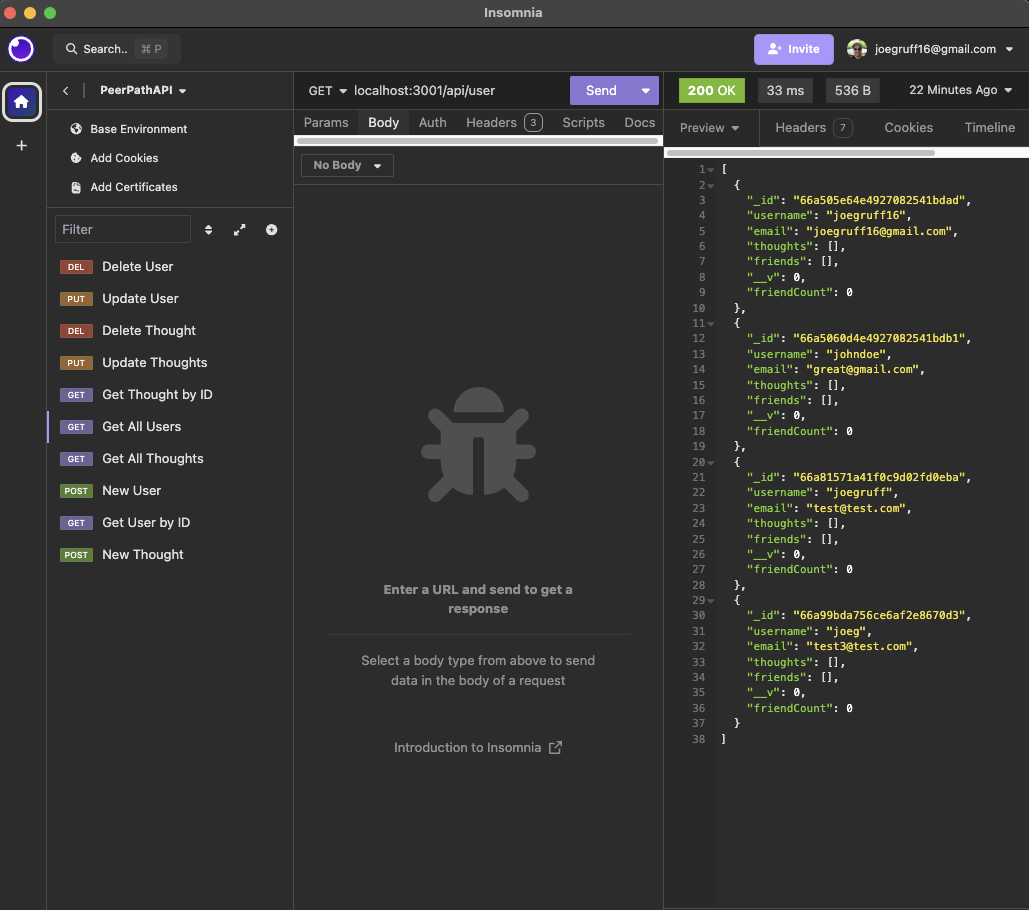 Insomnia
Search.. ⌘ P
Invite
joegruff16@gmail.com
PeerPathAPI
Base Environment
Add Cookies
Add Certificates
Filter
DEL Delete User
PUT Update User
DEL Delete Thought
PUT Update Thoughts
GET Get Thought by ID
GET Get All Users
GET Get All Thoughts
POST New User
GET Get User by ID
POST New Thought
GET localhost:3001/api/user Send
Params Body Auth Headers 3 Scripts Docs
No Body
Enter a URL and send to get a
response
Select a body type from above to send
data in the body of a request
Introduction to Insomnia
200 OK 33 ms 536 B 22 Minutes Ago
Preview Headers 7 Cookies Timeline
1 [
2 {
3 "_id": "66a505e64e4927082541bdad",
4 "username": "joegruff16",
5 "email": "joegruff16@gmail.com",
6 "thoughts": [],
7 "friends": [],
8 "__v": 0,
9 "friendCount": 0
10 },
11 {
12 "_id": "66a5060d4e4927082541bdb1",
13 "username": "johndoe",
14 "email": "great@gmail.com",
15 "thoughts": [],
16 "friends": [],
17 "__v": 0,
18 "friendCount": 0
19 },
20 {
21 "_id": "66a81571a41f0c9d02fd0eba",
22 "username": "joegruff",
23 "email": "test@test.com",
24 "thoughts": [],
25 "friends": [],
26 "__v": 0,
27 "friendCount": 0
28 },
29 {
30 "_id": "66a99bda756ce6af2e8670d3",
31 "username": "joeg",
32 "email": "test3@test.com",
33 "thoughts": [],
34 "friends": [],
35 "__v": 0,
36 "friendCount": 0
37 }
38 ]